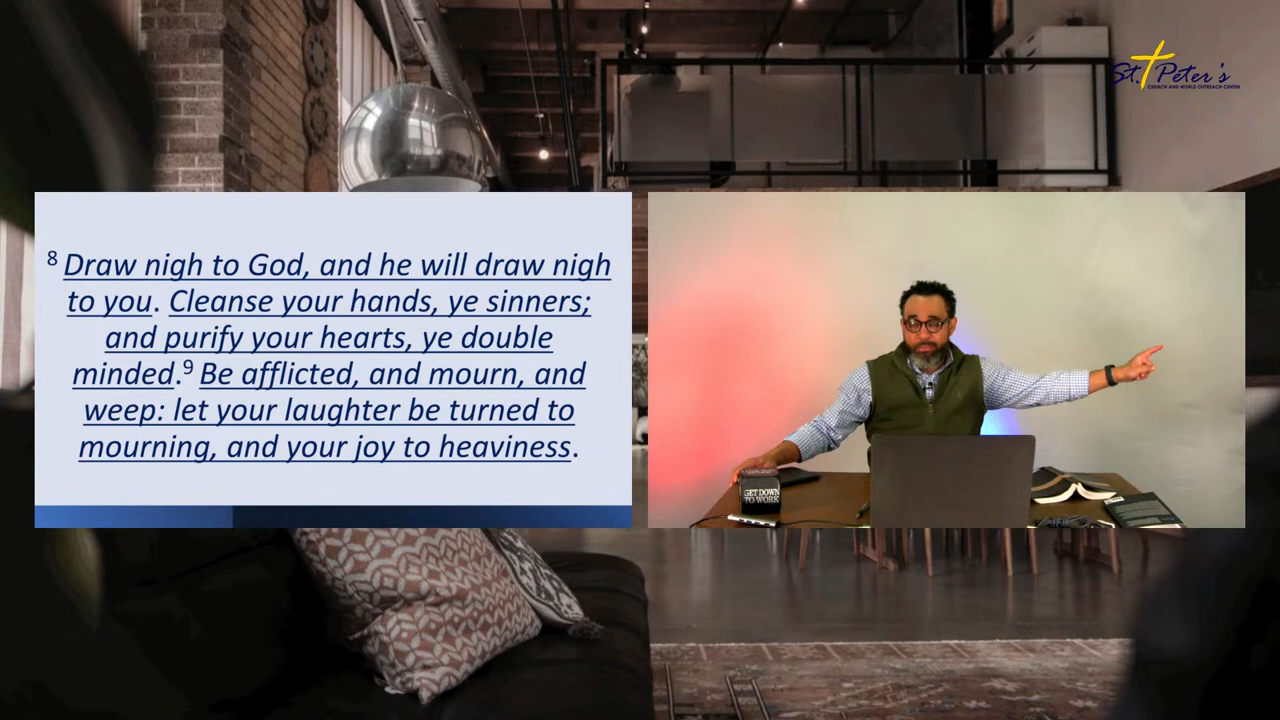 8 Draw nigh to God, and he will draw nigh
to you. Cleanse your hands, ye sinners;
and purify your hearts, ye double
minded.9 Be afflicted, and mourn, and
weep: let your laughter be turned to
mourning, and your joy to heaviness.
St. Peter's
CHURCH AND WORLD OUTREACH CENTER
GET DOWN
TO WORK